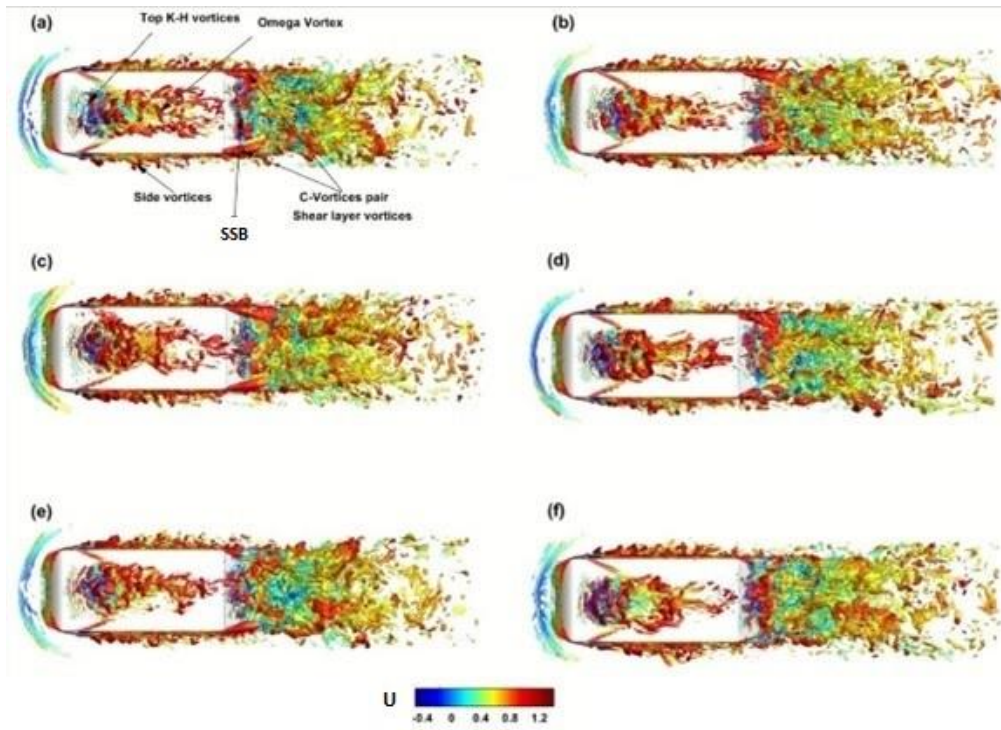 (a)
Top K-H vortices
Omega Vortex
(b)
Side vortices
C-Vortices pair
Shear layer vortices
SSB
(c)
(d)
(e)
(f)
U
-0.4 0 0.4 0.8 1.2